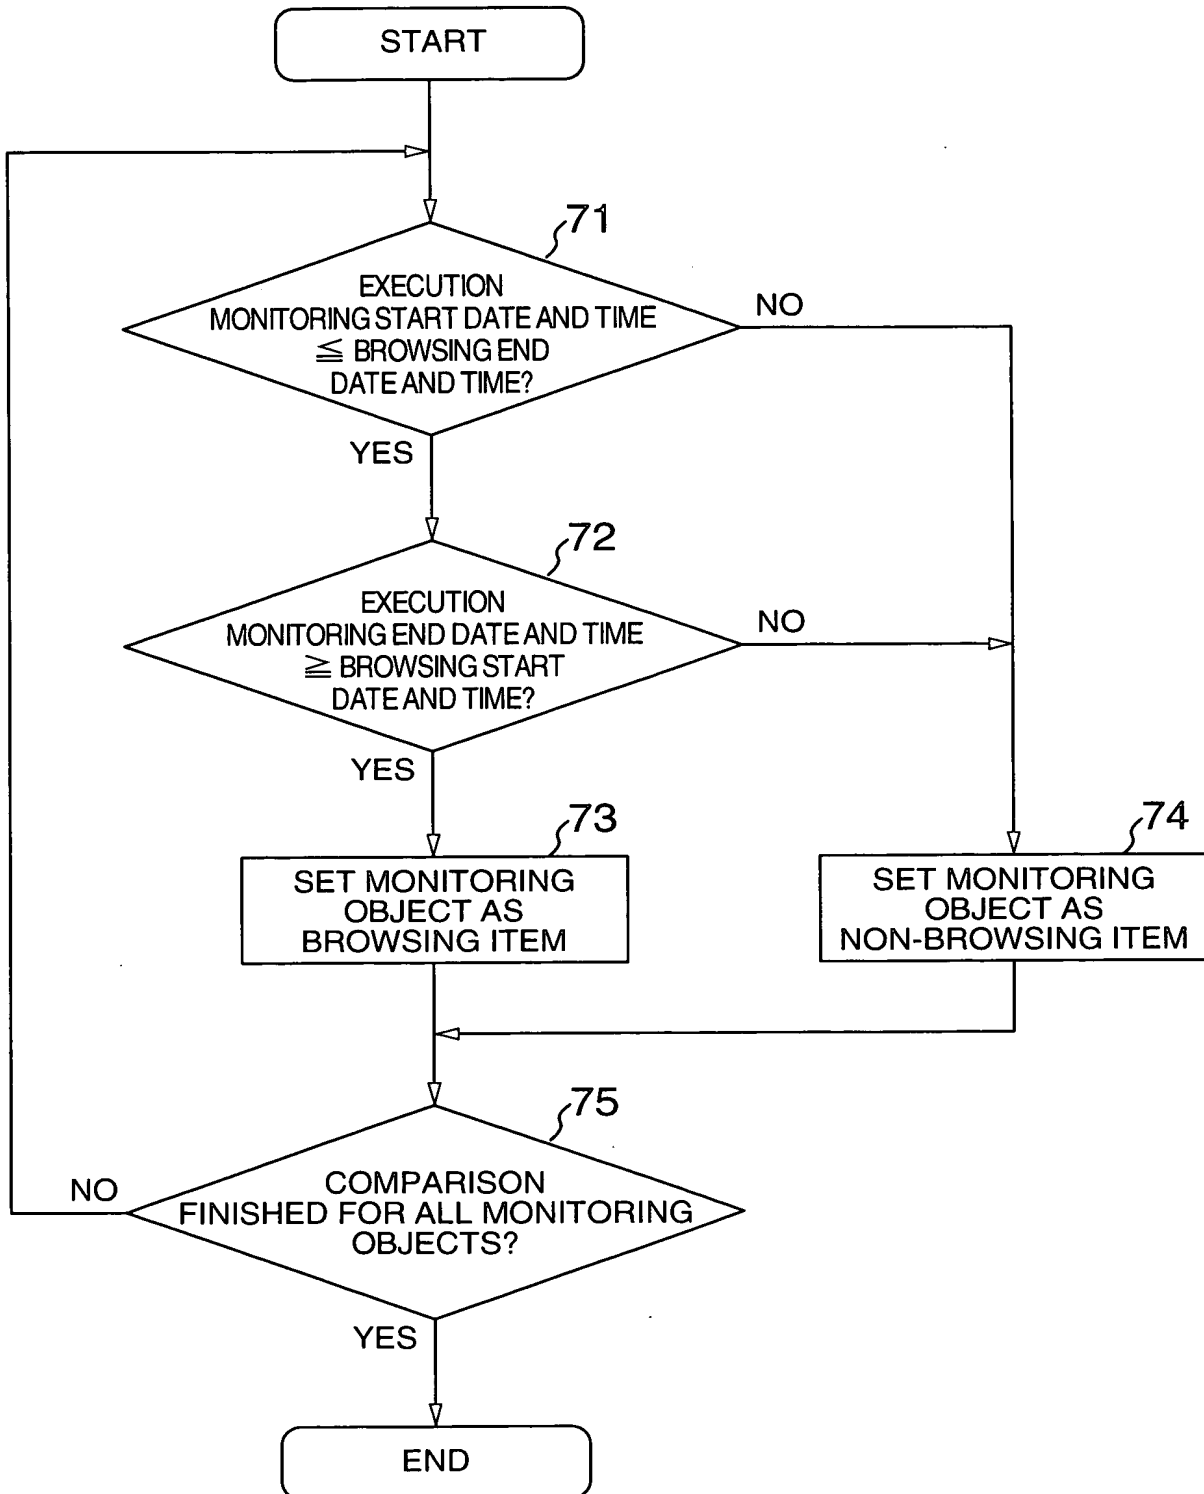 START
71
EXECUTION
MONITORING START DATE AND TIME
≦ BROWSING END
DATE AND TIME?
NO
YES
72
EXECUTION
MONITORING END DATE AND TIME
≧ BROWSING START
DATE AND TIME?
NO
YES
73
SET MONITORING
OBJECT AS
BROWSING ITEM
74
SET MONITORING
OBJECT AS
NON-BROWSING ITEM
75
COMPARISON
FINISHED FOR ALL MONITORING
OBJECTS?
NO
YES
END